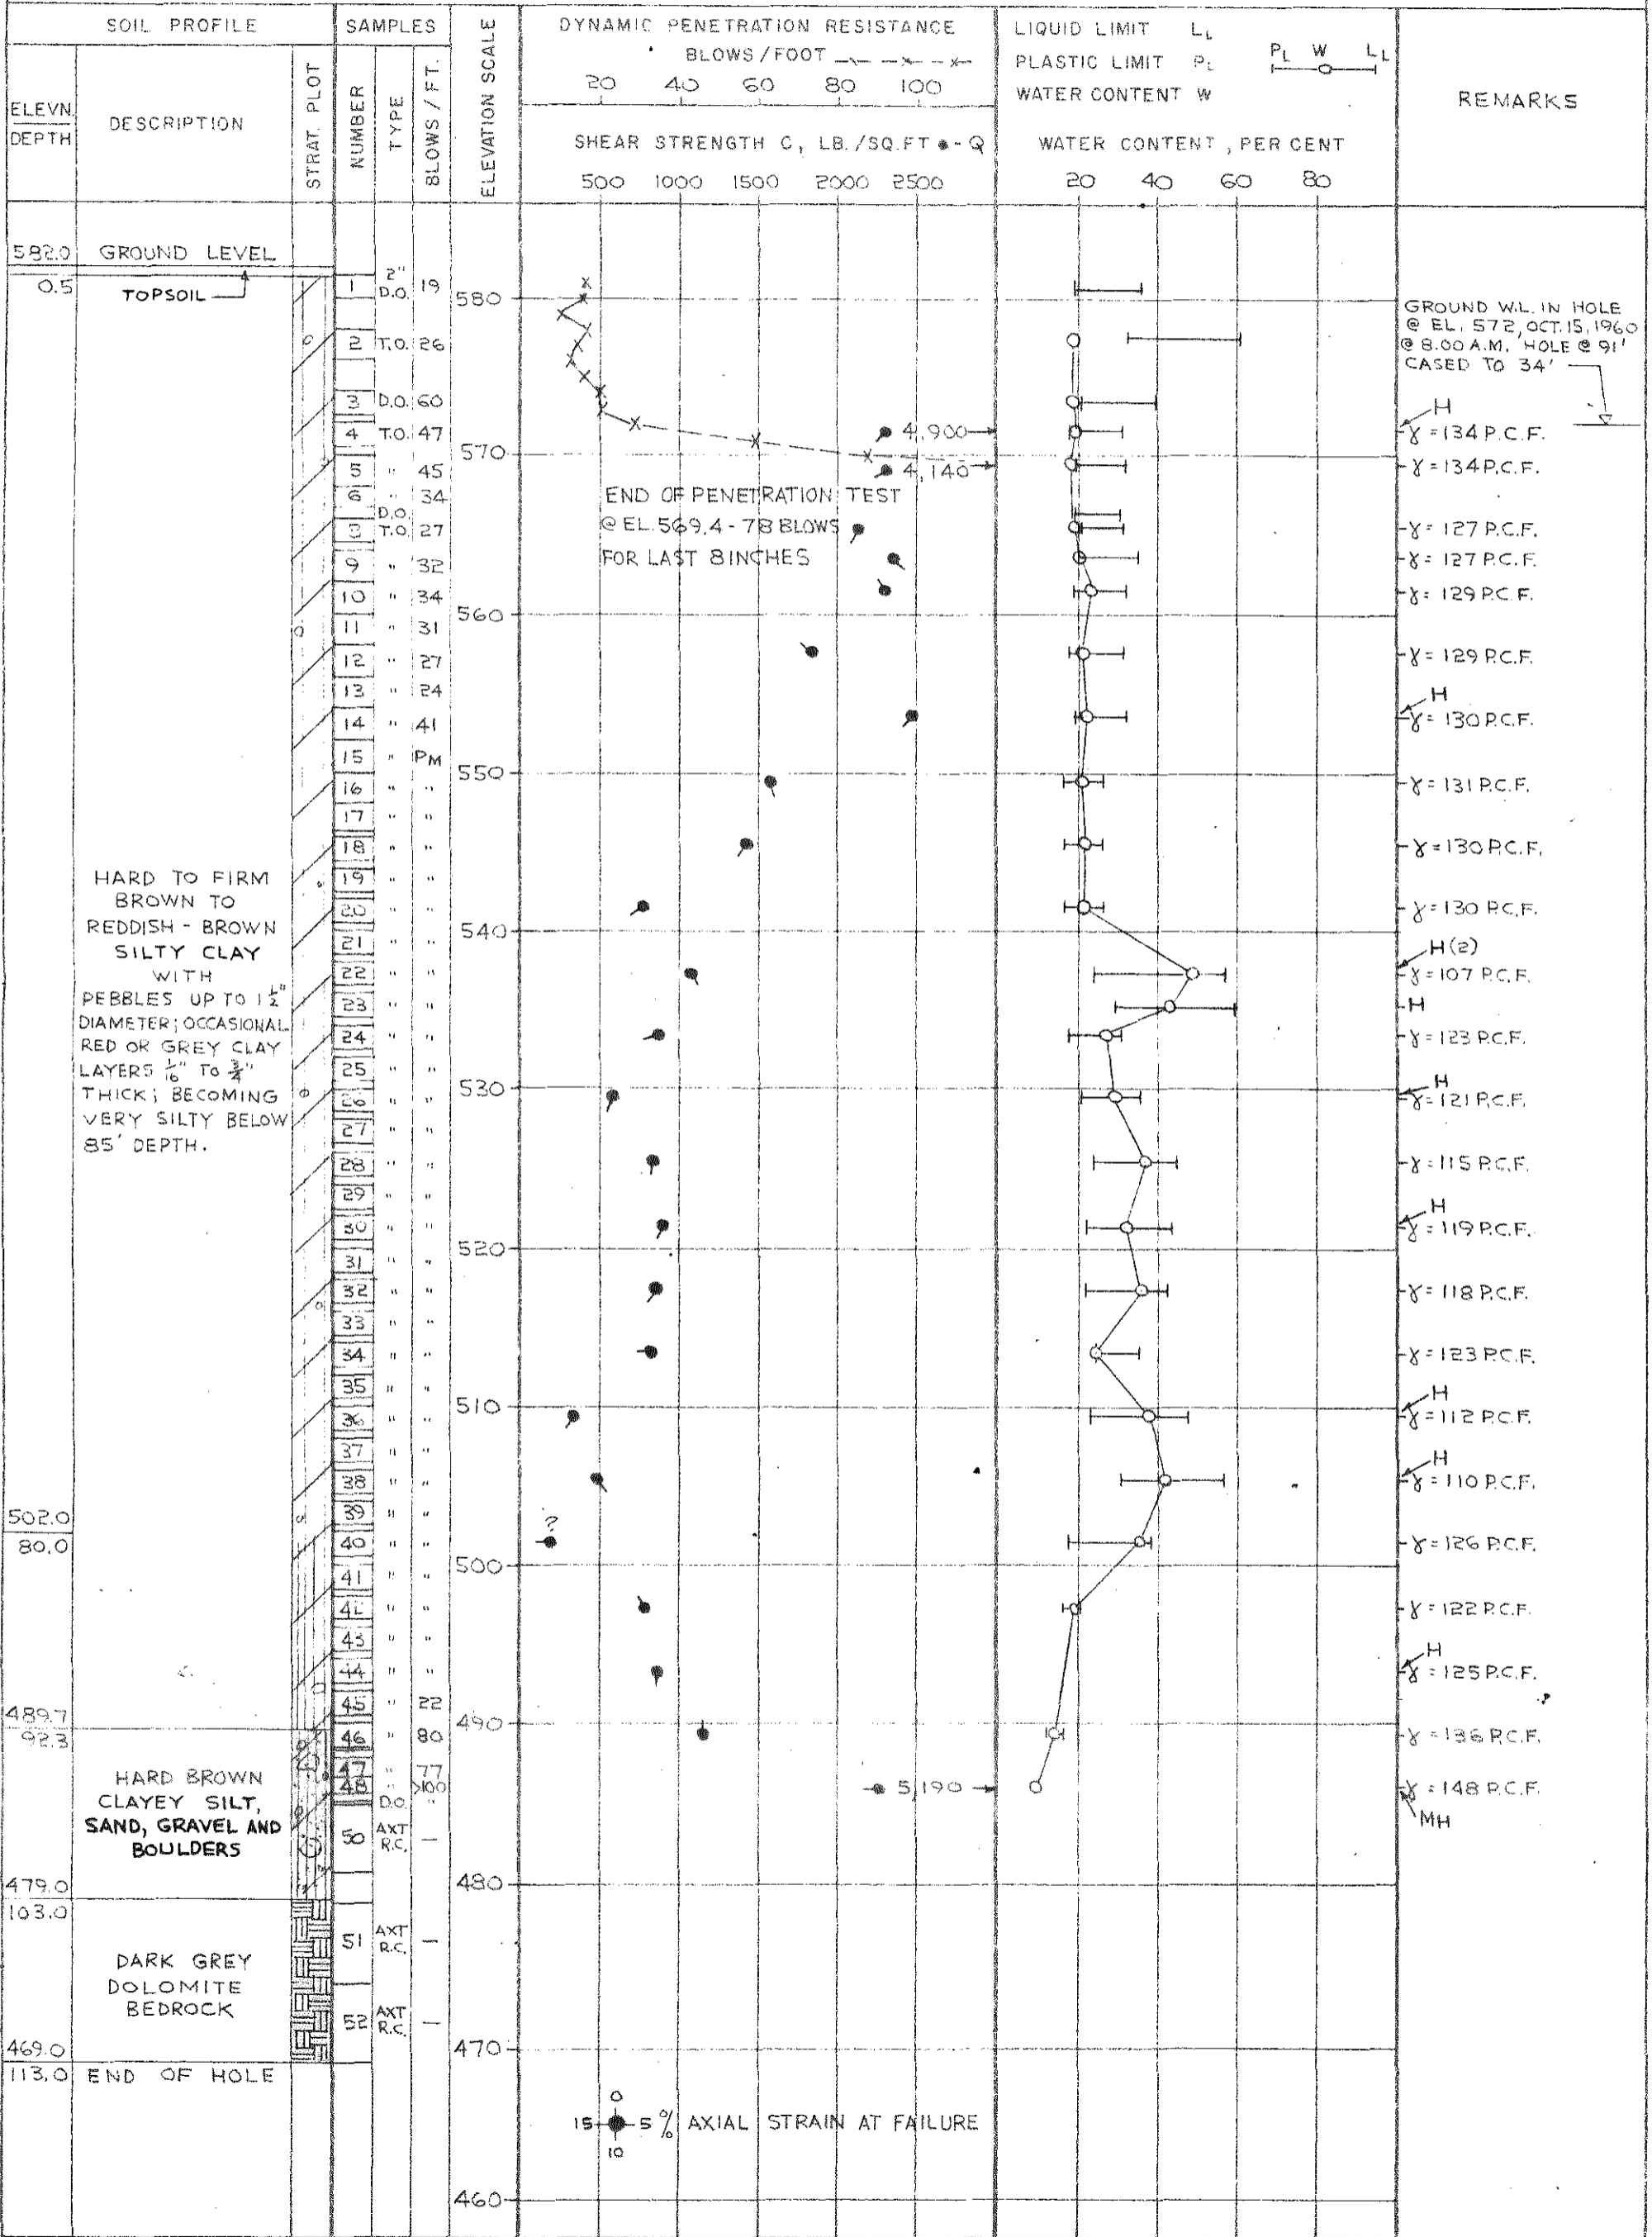 SOIL PROFILE
SAMPLES
ELEVATION SCALE
DYNAMIC PENETRATION RESISTANCE
BLOWS/FOOT
20 40 60 80 100
SHEAR STRENGTH C, LB./SQ.FT - Q
500 1000 1500 2000 2500
LIQUID LIMIT LL
PLASTIC LIMIT PL
WATER CONTENT W
PL W LL
WATER CONTENT, PER CENT
20 40 60 80
REMARKS
ELEVN.
DEPTH
DESCRIPTION
STRAT. PLOT
NUMBER
TYPE
BLOWS / FT.
582.0 GROUND LEVEL
0.5 TOPSOIL
HARD TO FIRM
BROWN TO
REDDISH - BROWN
SILTY CLAY
WITH
PEBBLES UP TO 1½"
DIAMETER; OCCASIONAL
RED OR GREY CLAY
LAYERS 1/16" TO ¾"
THICK; BECOMING
VERY SILTY BELOW
85' DEPTH.
502.0
80.0
489.7
92.3
HARD BROWN
CLAYEY SILT,
SAND, GRAVEL AND
BOULDERS
479.0
103.0
DARK GREY
DOLOMITE
BEDROCK
469.0
113.0 END OF HOLE
1 2" D.O. 19
2 T.O. 26
3 D.O. 60
4 T.O. 47
5 " 45
6 " 34
D.O.
T.O. 27
9 " 32
10 " 34
11 " 31
12 " 27
13 " 24
14 " 41
15 " PM
16 " "
17 " "
18 " "
19 " "
20 " "
21 " "
22 " "
23 " "
24 " "
25 " "
26 " "
27 " "
28 " "
29 " "
30 " "
31 " "
32 " "
33 " "
34 " "
35 " "
36 " "
37 " "
38 " "
39 " "
40 " "
41 " "
" "
43 " "
44 " "
45 " 22
46 " 80
47 " 77
48 " >100
D.O. "
50 AXT R.C. —
51 AXT R.C. —
52 AXT R.C. —
580
570
560
550
540
530
520
510
500
490
480
470
460
4,900
4,140
END OF PENETRATION TEST
@ EL. 569.4 - 78 BLOWS
FOR LAST 8 INCHES
?
5,190
0
15 5 % AXIAL STRAIN AT FAILURE
10
GROUND W.L. IN HOLE
@ EL. 572, OCT. 15, 1960
@ 8.00 A.M. HOLE @ 91'
CASED TO 34'
H
γ = 134 P.C.F.
γ = 134 P.C.F.
γ = 127 P.C.F.
γ = 127 P.C.F.
γ = 129 P.C.F.
γ = 129 P.C.F.
H
γ = 130 P.C.F.
γ = 131 P.C.F.
γ = 130 P.C.F.
γ = 130 P.C.F.
H (2)
γ = 107 P.C.F.
H
γ = 123 P.C.F.
H
γ = 121 P.C.F.
γ = 115 P.C.F.
H
γ = 119 P.C.F.
γ = 118 P.C.F.
γ = 123 P.C.F.
H
γ = 112 P.C.F.
H
γ = 110 P.C.F.
γ = 126 P.C.F.
γ = 122 P.C.F.
H
γ = 125 P.C.F.
γ = 136 P.C.F.
γ = 148 P.C.F.
MH